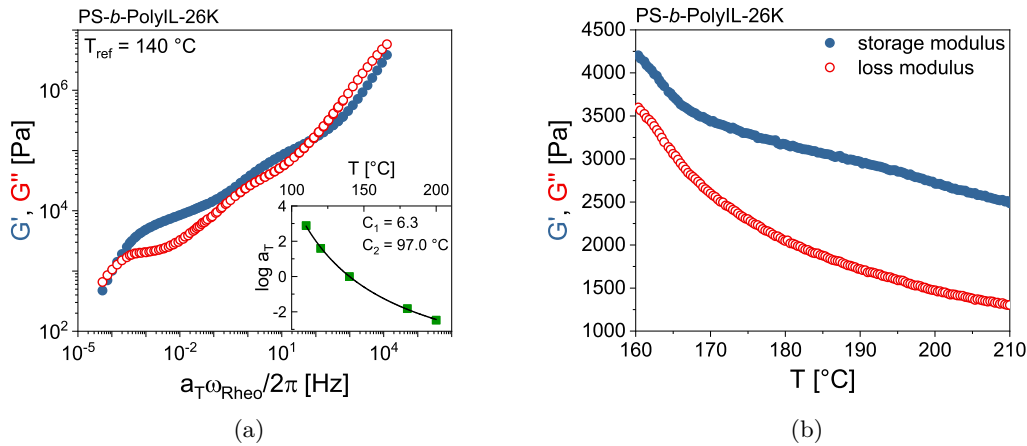 PS-b-PolyIL-26K
T_ref = 140 °C
G', G'' [Pa]
10^6
10^4
10^2
10^-5
10^-2
10^1
10^4
a_Tω_Rheo/2π [Hz]
T [°C]
100
150
200
C_1 = 6.3
C_2 = 97.0 °C
log a_T
4
2
0
-2
(a)
PS-b-PolyIL-26K
storage modulus
loss modulus
G', G'' [Pa]
4500
4000
3500
3000
2500
2000
1500
1000
160
170
180
190
200
210
T [°C]
(b)